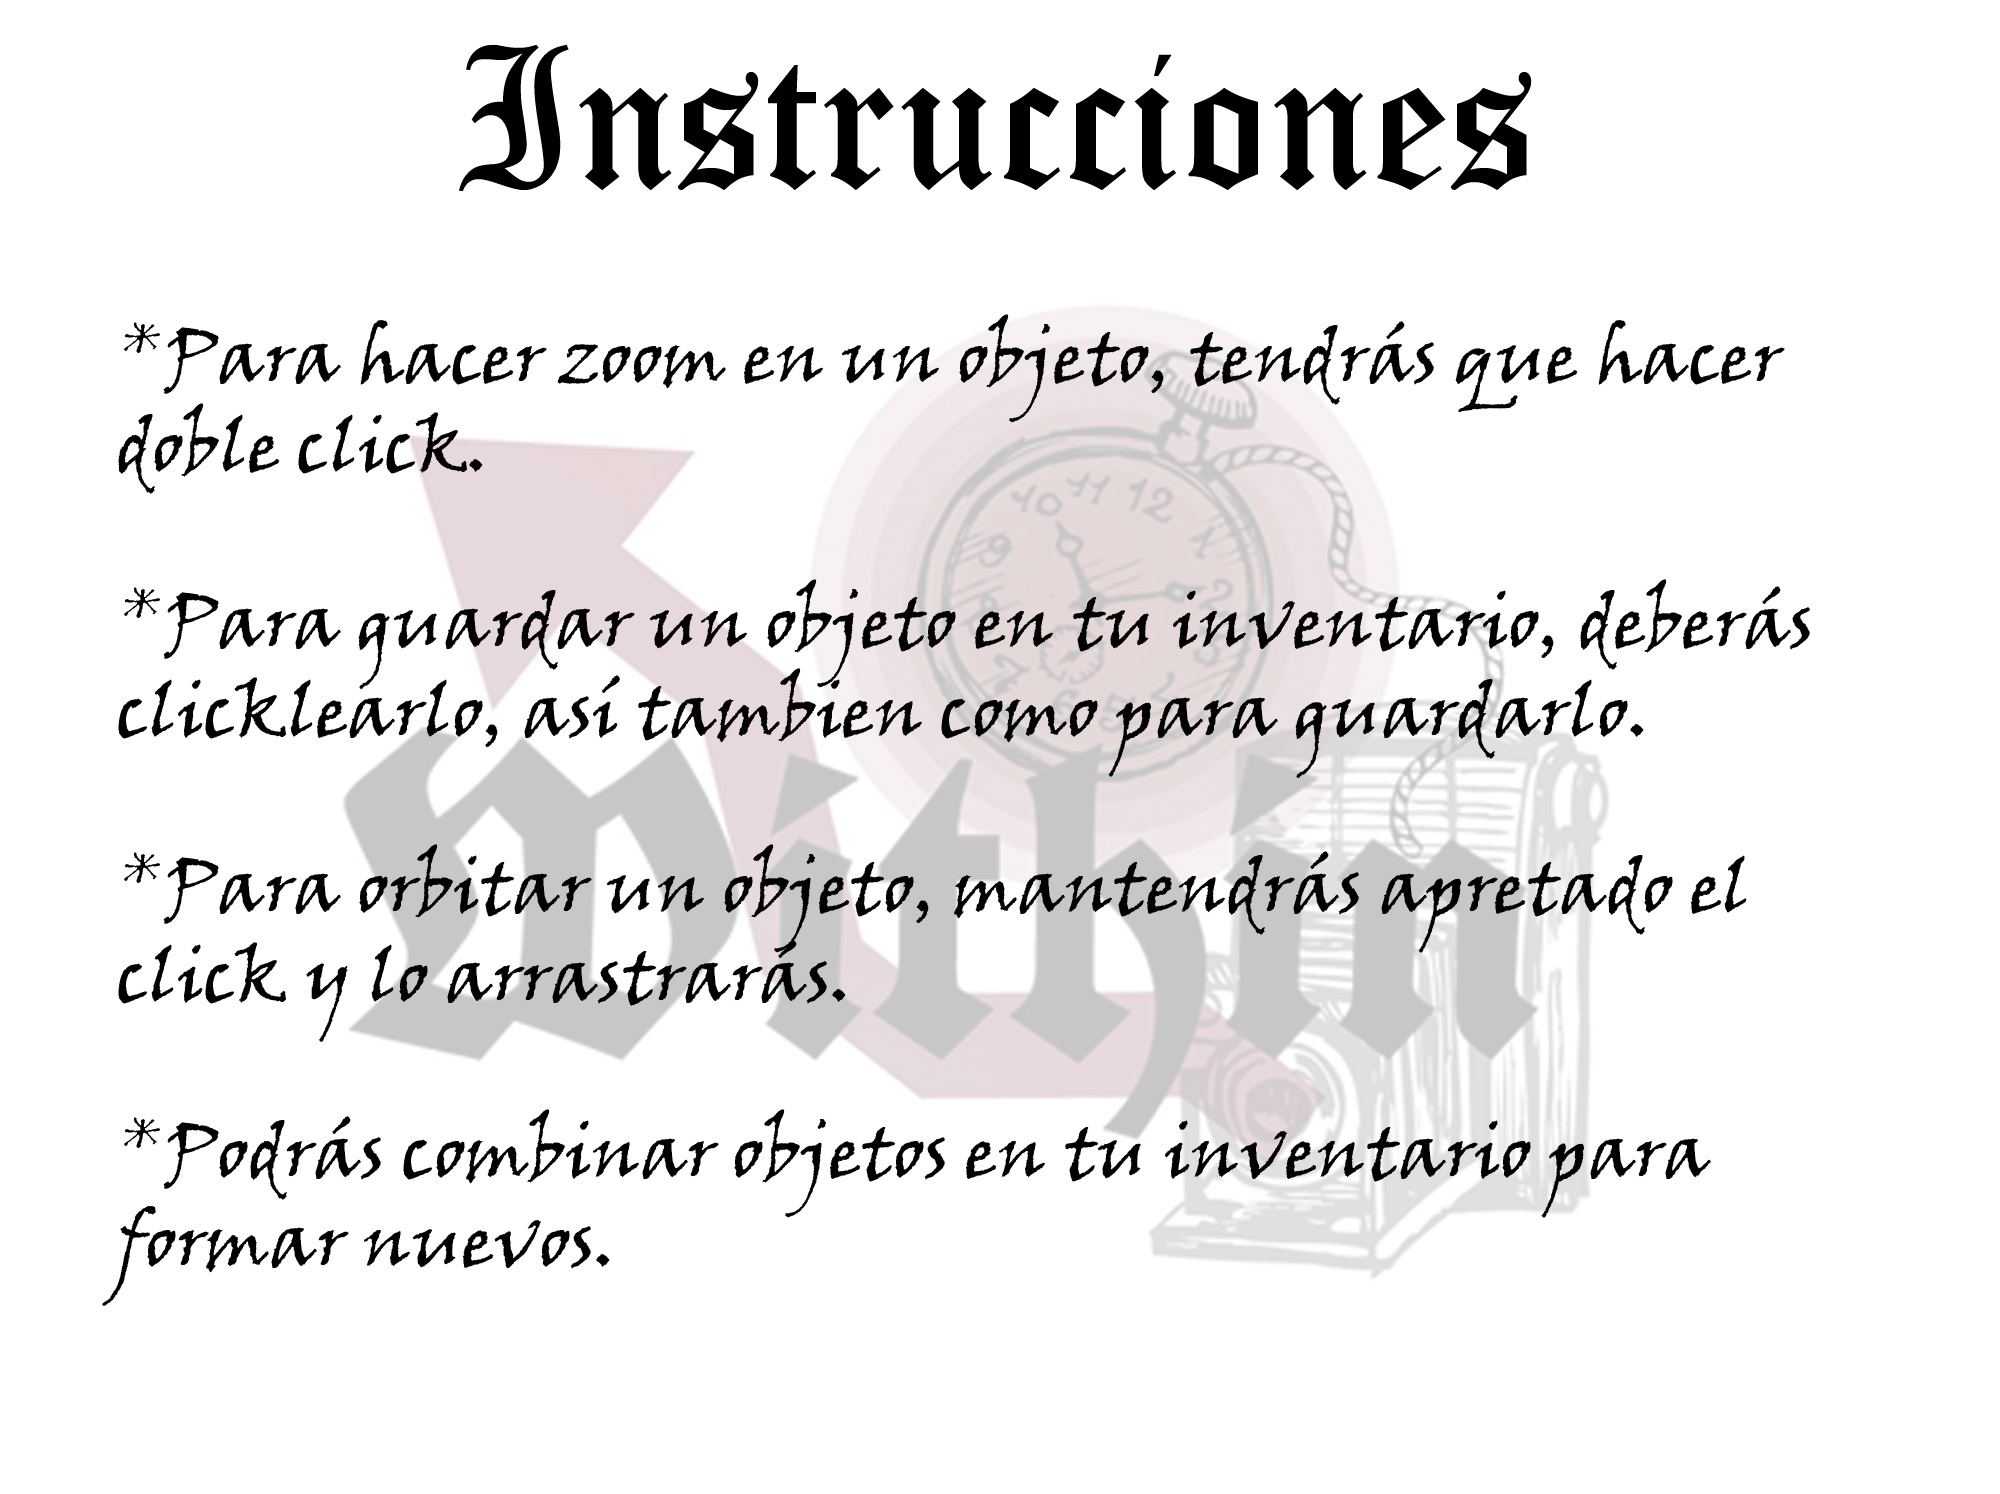 Instrucciones
*Para hacer zoom en un objeto, tendrás que hacer
doble click.
*Para guardar un objeto en tu inventario, deberás
clicklearlo, así tambien como para guardarlo.
Within
*Para orbitar un objeto, mantendrás apretado el
click y lo arrastrarás.
*Podrás combinar objetos en tu inventario para
formar nuevos.